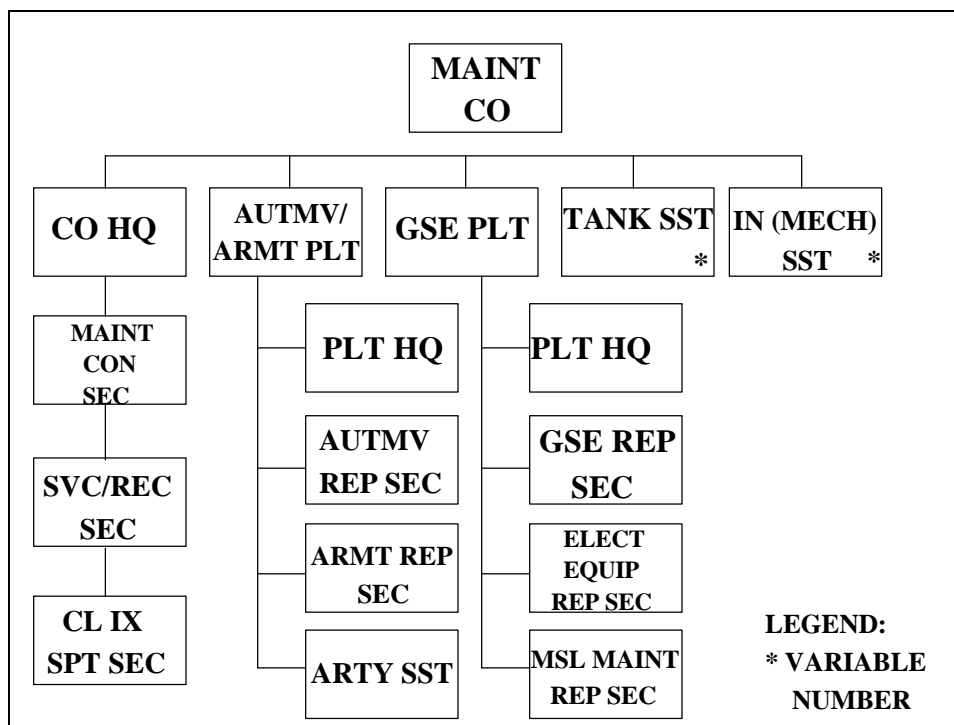 MAINT
CO
CO HQ
AUTMV/
ARMT PLT
GSE PLT
TANK SST
*
IN (MECH)
SST *
MAINT
CON
SEC
SVC/REC
SEC
CL IX
SPT SEC
PLT HQ
AUTMV
REP SEC
ARMT REP
SEC
ARTY SST
PLT HQ
GSE REP
SEC
ELECT
EQUIP
REP SEC
MSL MAINT
REP SEC
LEGEND:
* VARIABLE
NUMBER